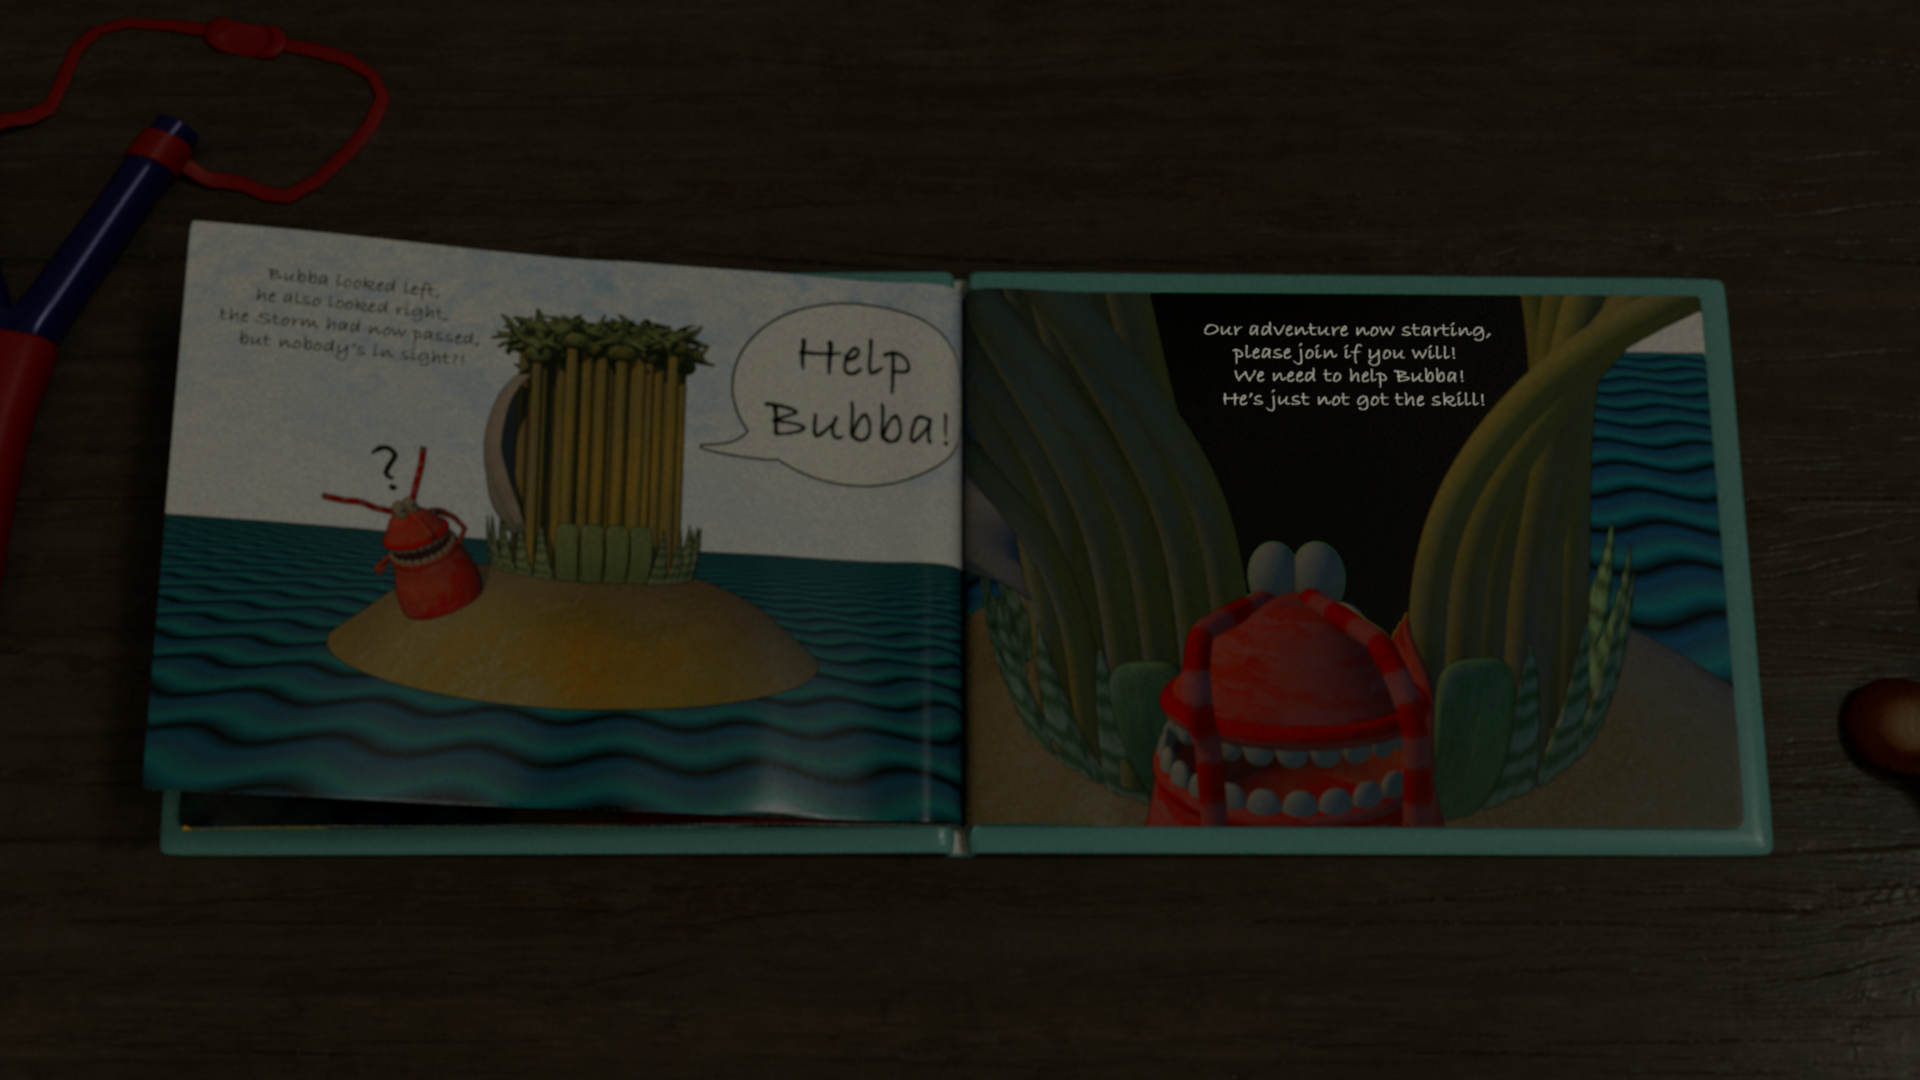 Bubba looked left,
he also looked right,
the Storm had now passed,
but nobody's in sight?!
?
Help
Bubba!
Our adventure now starting,
please join if you will!
We need to help Bubba!
He's just not got the skill!